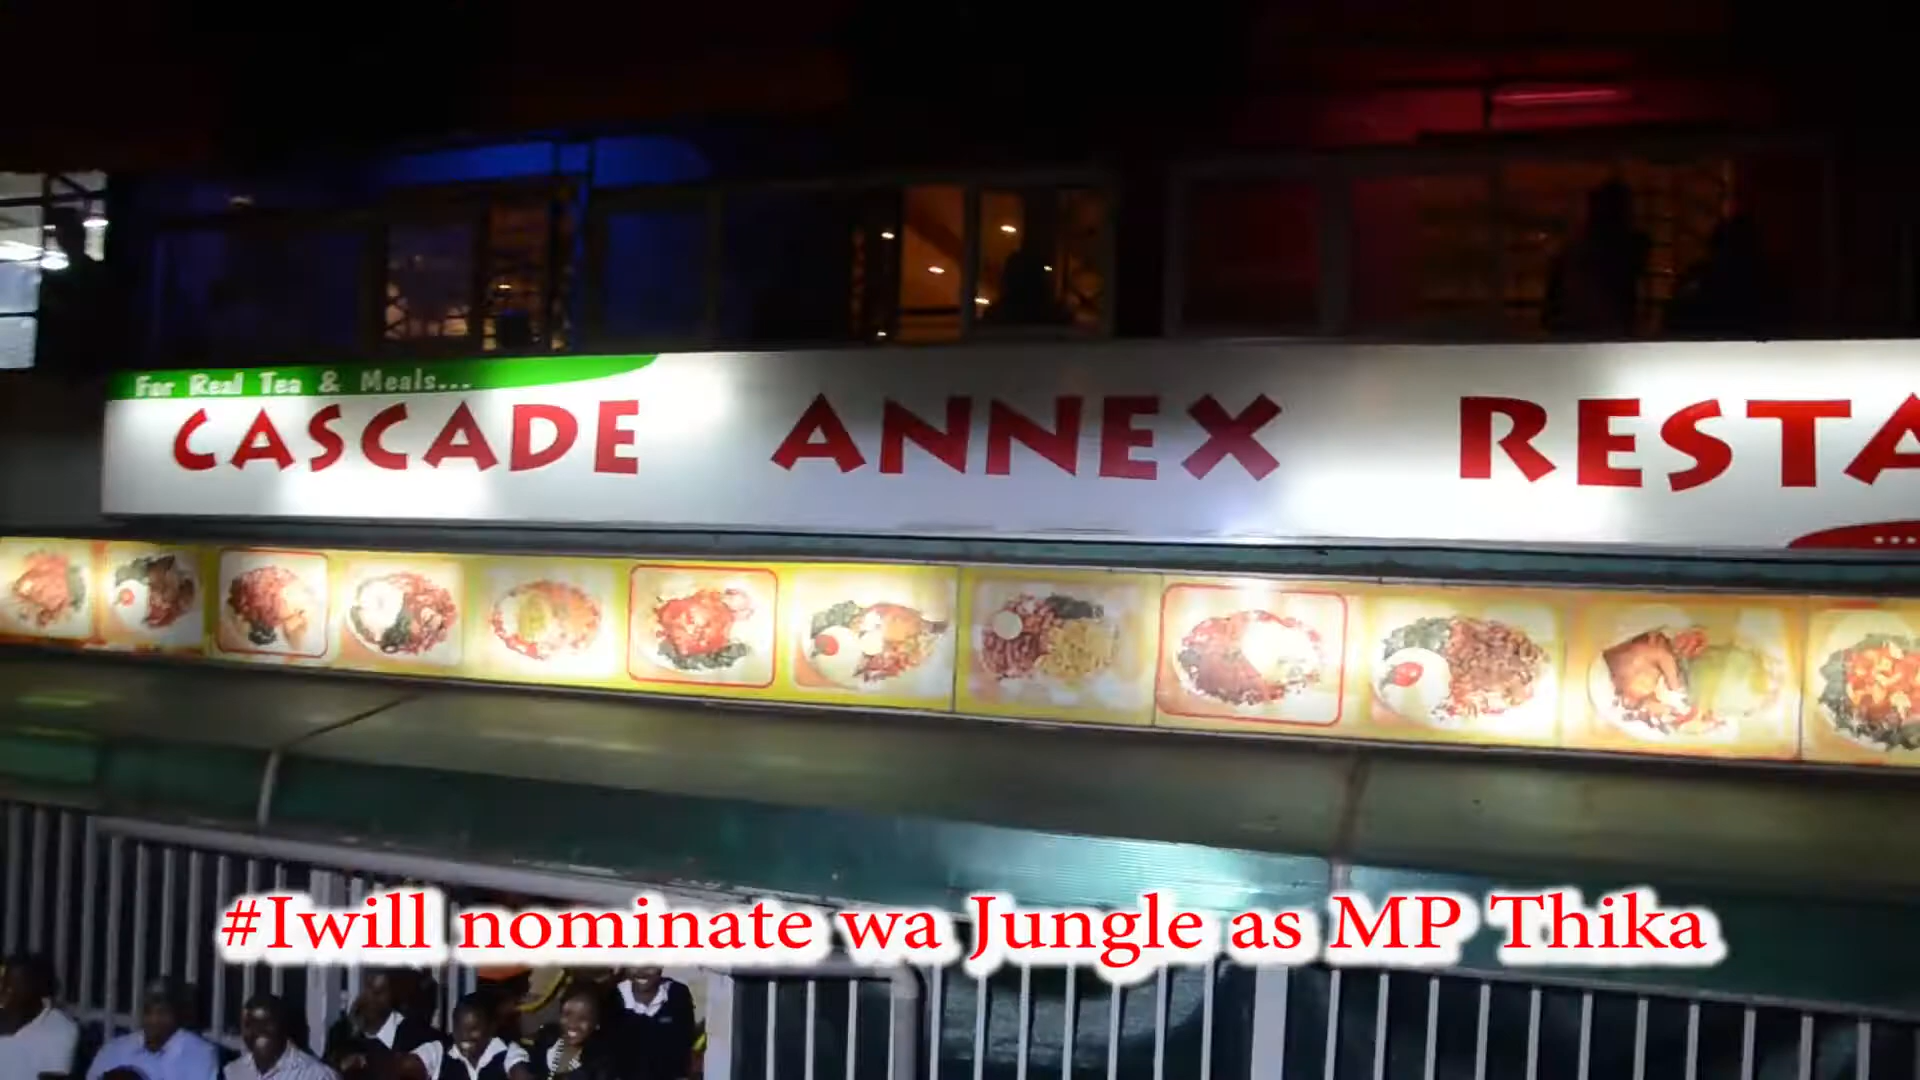 For Real Tea & Meals...
CASCADE ANNEX RESTA
#Iwill nominate wa Jungle as MP Thika